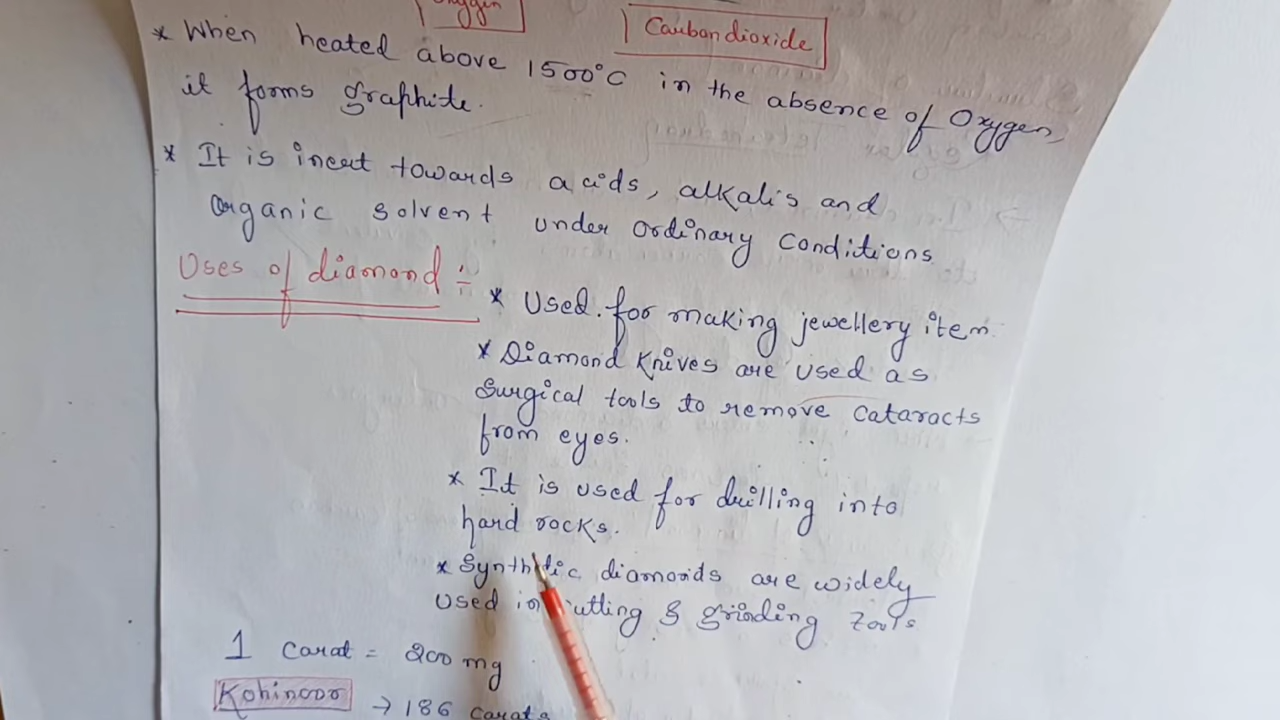 Oxygen
Carbondioxide
* When heated above 1500°C in the absence of Oxygen,
it forms graphite.
* It is inert towards acids, alkalis and
Organic solvent under ordinary conditions
Uses of diamond :-
* Used for making jewellery item.
* Diamond Knives are used as
Surgical tools to remove cataracts
from eyes.
* It is used for drilling into
hard rocks.
* Synthetic diamonds are widely
used in cutting & grinding tools
1 carat = 200 mg
Kohinoor → 186 carats